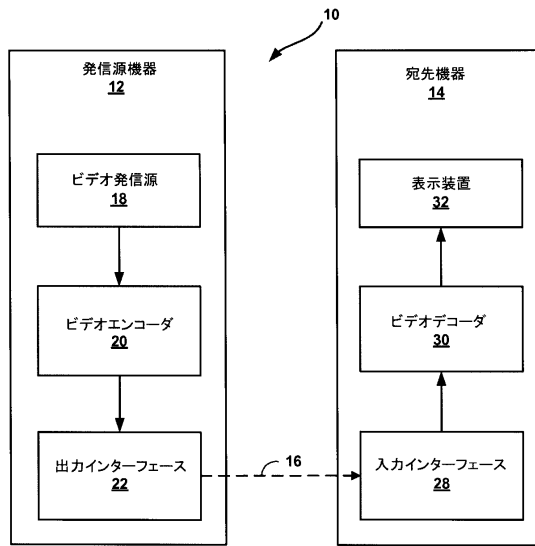 10
発信源機器
12
ビデオ発信源
18
ビデオエンコーダ
20
出力インターフェース
22
16
宛先機器
14
表示装置
32
ビデオデコーダ
30
入力インターフェース
28